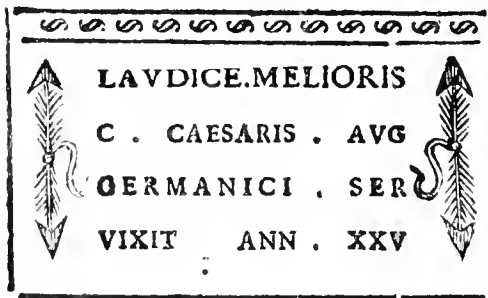 LAVDICE.MELIORIS
C . CAESARIS . AVG
GERMANICI . SER
VIXIT ANN . XXV